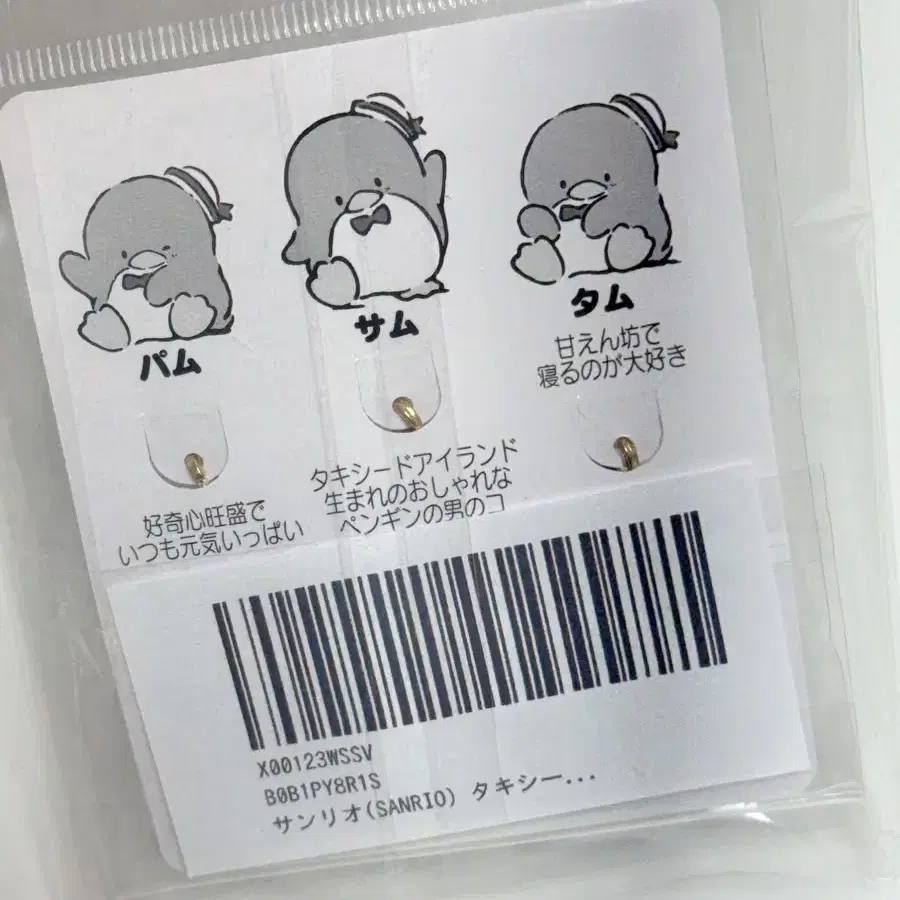 パム
サム
タム
甘えん坊で
寝るのが大好き
タキシードアイランド
生まれのおしゃれな
ペンギンの男のコ
好奇心旺盛で
いつも元気いっぱい
X00123WSSV
B0B1PY8R1S
サンリオ(SANRIO) タキシー...